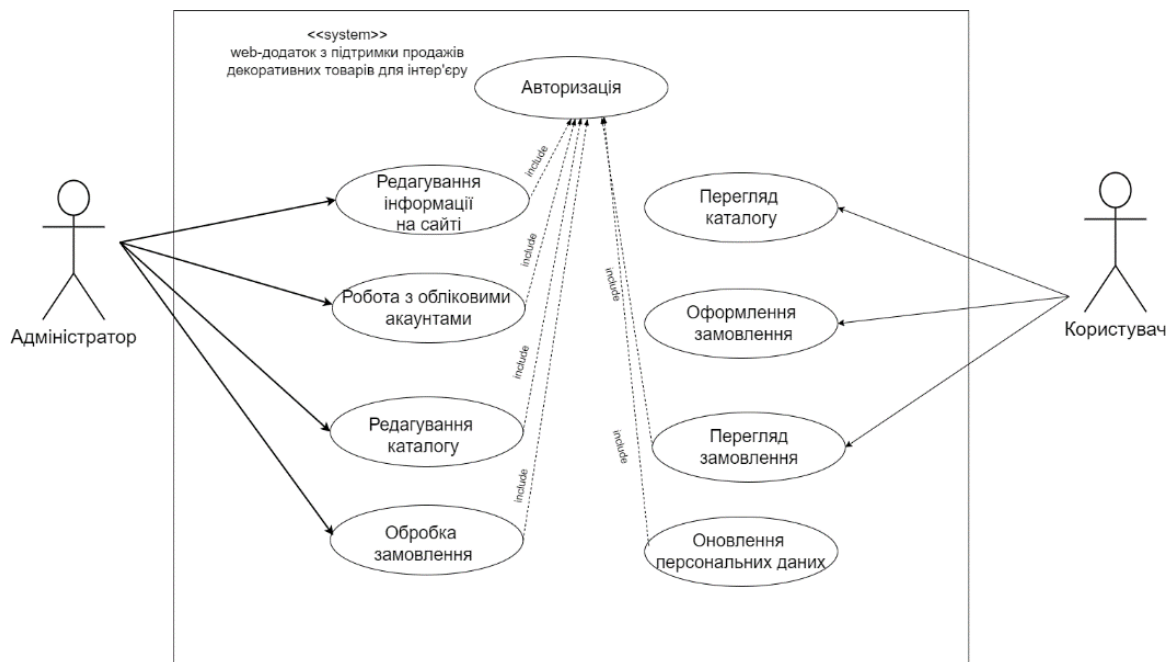 <<system>>
web-додаток з підтримки продажів
декоративних товарів для інтер'єру
Авторизація
include
Редагування
інформації
на сайті
Перегляд
каталогу
include
include
Робота з обліковими
акаунтами
Оформлення
замовлення
Адміністратор
Користувач
include
Редагування
каталогу
include
Перегляд
замовлення
include
Обробка
замовлення
Оновлення
персональних даних